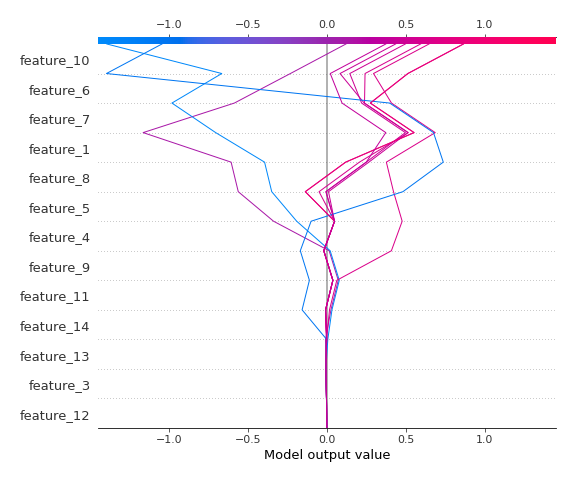 −1.0 −0.5 0.0 0.5 1.0
feature_10
feature_6
feature_7
feature_1
feature_8
feature_5
feature_4
feature_9
feature_11
feature_14
feature_13
feature_3
feature_12
−1.0 −0.5 0.0 0.5 1.0
Model output value